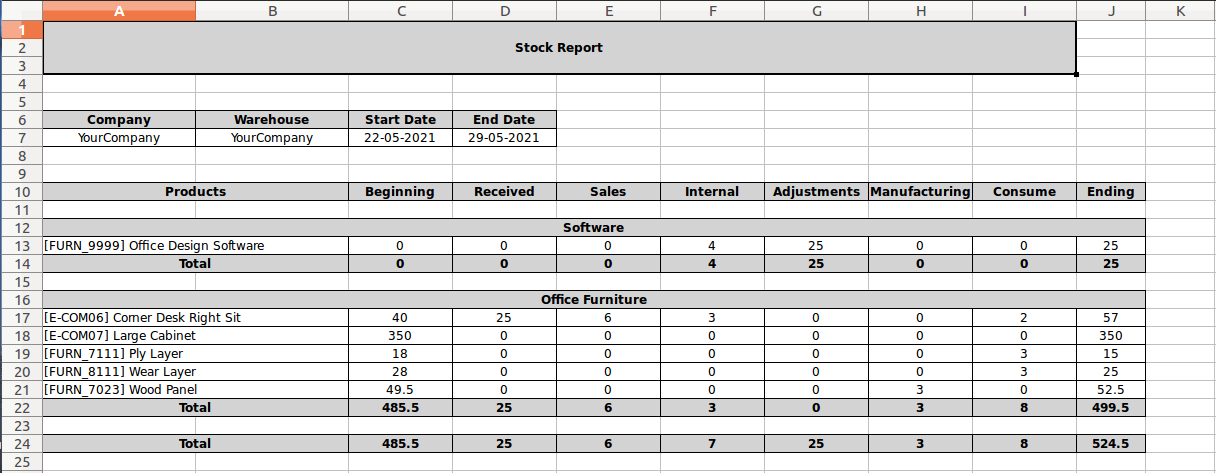 A B C D E F G H I J K
1
2 Stock Report
3
4
5
6 Company Warehouse Start Date End Date
7 YourCompany YourCompany 22-05-2021 29-05-2021
8
9
10 Products Beginning Received Sales Internal Adjustments Manufacturing Consume Ending
11
12 Software
13 [FURN_9999] Office Design Software 0 0 0 4 25 0 0 25
14 Total 0 0 0 4 25 0 0 25
15
16 Office Furniture
17 [E-COM06] Corner Desk Right Sit 40 25 6 3 0 0 2 57
18 [E-COM07] Large Cabinet 350 0 0 0 0 0 0 350
19 [FURN_7111] Ply Layer 18 0 0 0 0 0 3 15
20 [FURN_8111] Wear Layer 28 0 0 0 0 0 3 25
21 [FURN_7023] Wood Panel 49.5 0 0 0 0 3 0 52.5
22 Total 485.5 25 6 3 0 3 8 499.5
23
24 Total 485.5 25 6 7 25 3 8 524.5
25